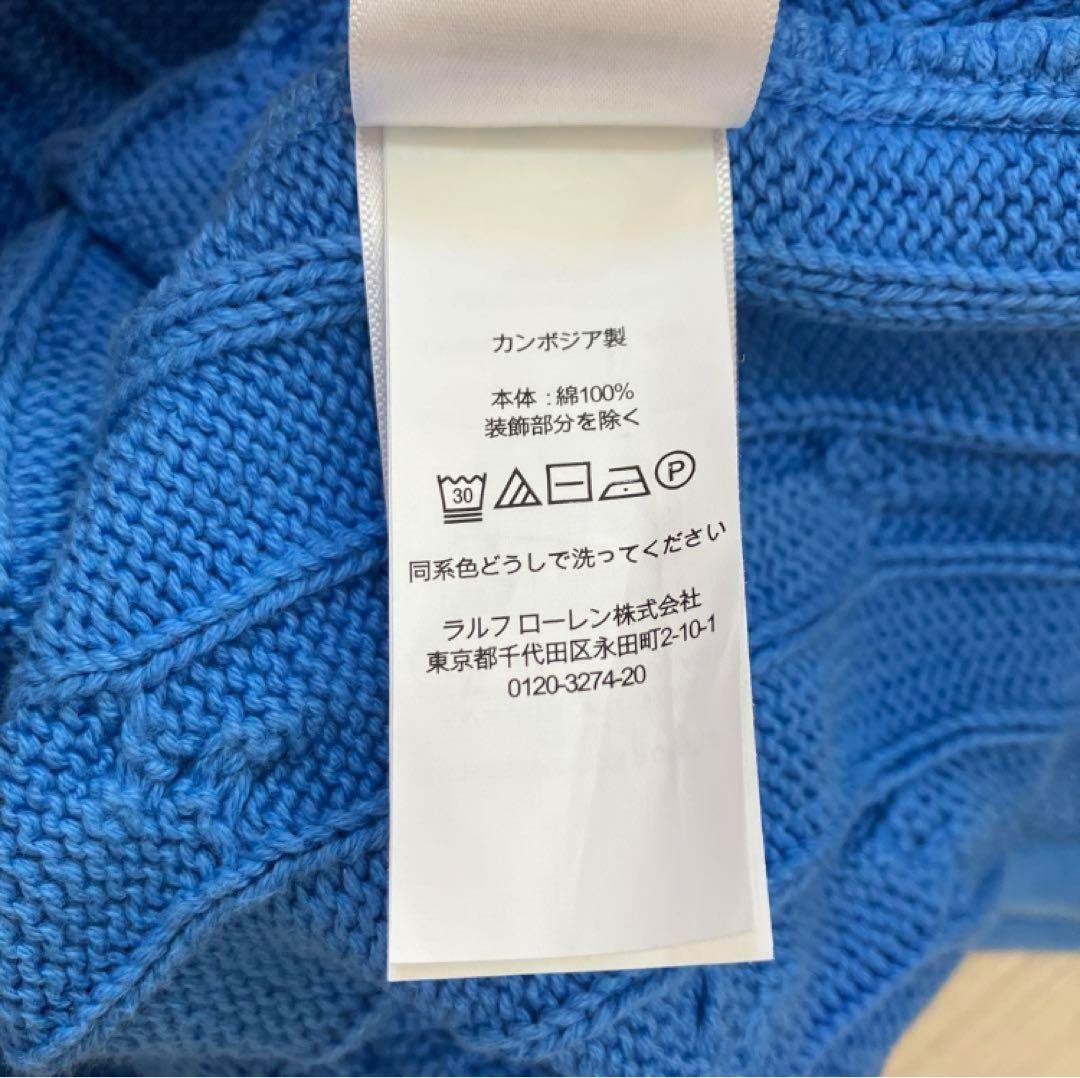 カンボジア製
本体 : 綿100%
装飾部分を除く
30 P
同系色どうしで洗ってください
ラルフ ローレン株式会社
東京都千代田区永田町2-10-1
0120-3274-20